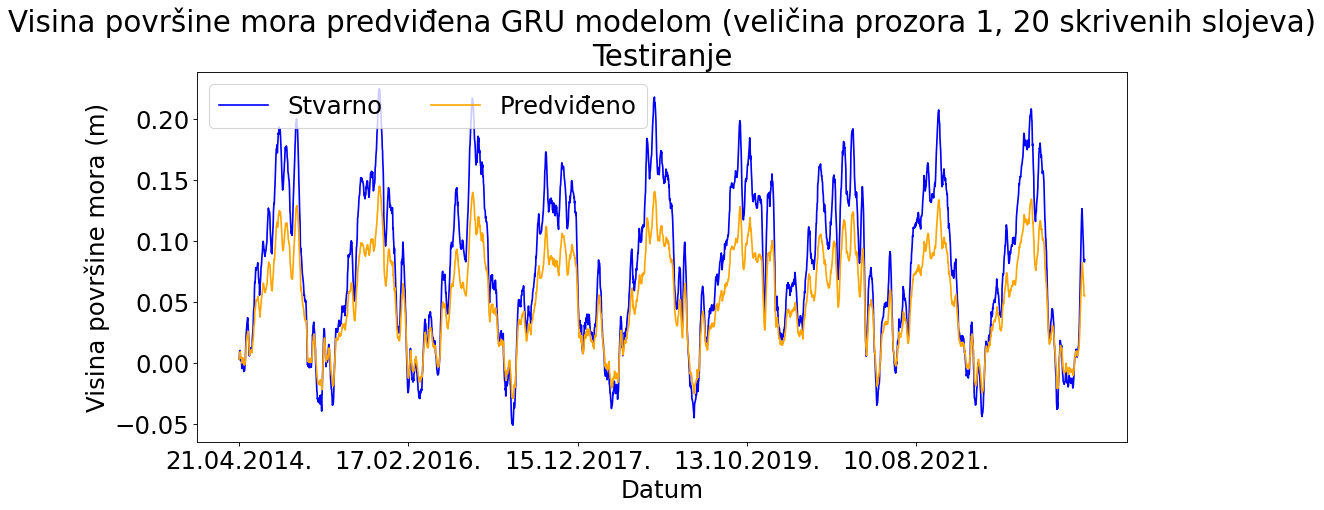 Visina površine mora predviđena GRU modelom (veličina prozora 1, 20 skrivenih slojeva)
Testiranje
Stvarno
Predviđeno
Visina površine mora (m)
0.20
0.15
0.10
0.05
0.00
−0.05
21.04.2014.
17.02.2016.
15.12.2017.
13.10.2019.
10.08.2021.
Datum